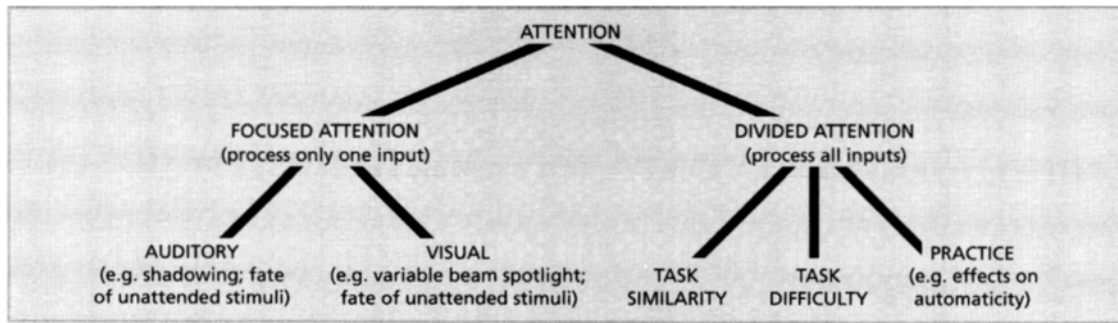 ATTENTION
FOCUSED ATTENTION
(process only one input)
DIVIDED ATTENTION
(process all inputs)
AUDITORY
(e.g. shadowing; fate
of unattended stimuli)
VISUAL
(e.g. variable beam spotlight;
fate of unattended stimuli)
TASK
SIMILARITY
TASK
DIFFICULTY
PRACTICE
(e.g. effects on
automaticity)